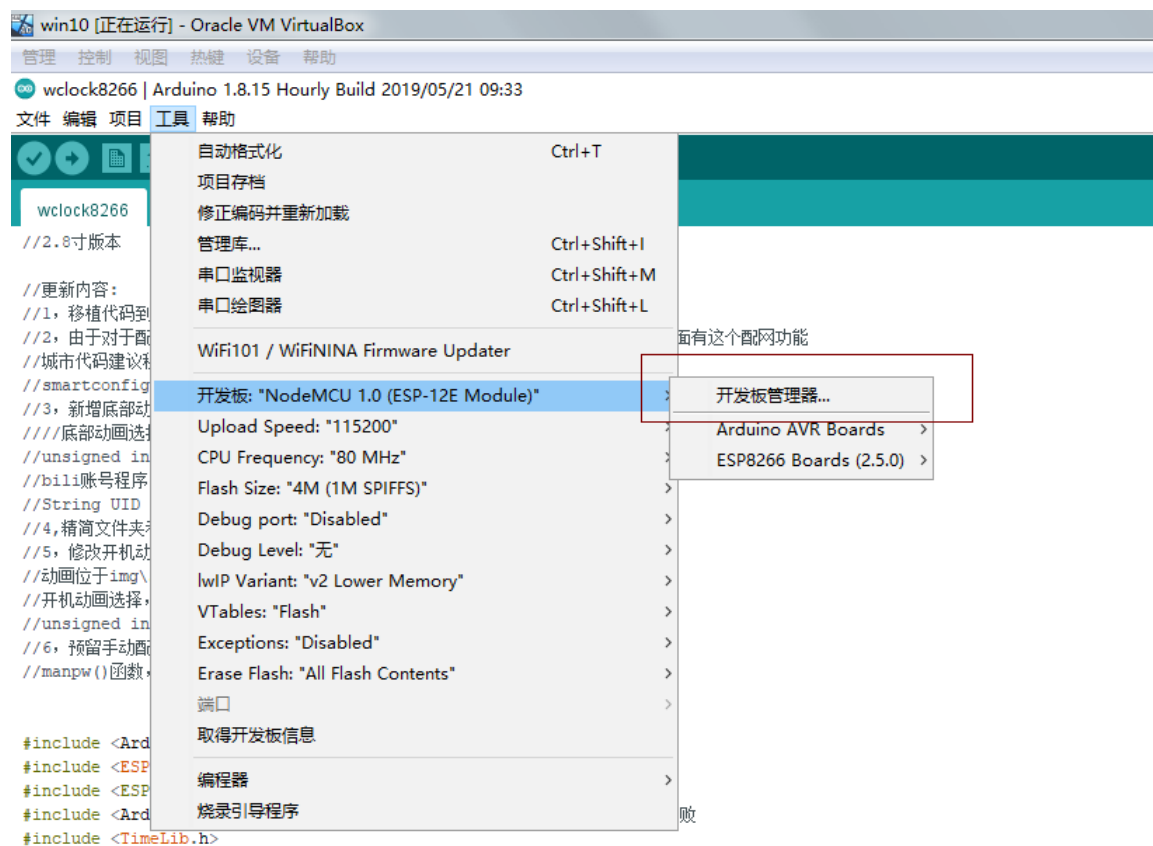 win10 [正在运行] - Oracle VM VirtualBox
管理 控制 视图 热键 设备 帮助
wclock8266 | Arduino 1.8.15 Hourly Build 2019/05/21 09:33
文件 编辑 项目 工具 帮助
自动格式化 Ctrl+T
项目存档
wclock8266
修正编码并重新加载
//2.8寸版本
管理库... Ctrl+Shift+I
串口监视器 Ctrl+Shift+M
//更新内容:
串口绘图器 Ctrl+Shift+L
//1，移植代码到
//2，由于对于配 面有这个配网功能
WiFi101 / WiFiNINA Firmware Updater
//城市代码建议
//smartconfig
开发板: "NodeMCU 1.0 (ESP-12E Module)" 开发板管理器...
//3，新增底部动
Upload Speed: "115200" Arduino AVR Boards
////底部动画选
CPU Frequency: "80 MHz" ESP8266 Boards (2.5.0)
//unsigned in
//bili账号程序
Flash Size: "4M (1M SPIFFS)"
//String UID
Debug port: "Disabled"
//4,精简文件夹
Debug Level: "无"
//5，修改开机动
//动画位于img\
lwIP Variant: "v2 Lower Memory"
//开机动画选择，
VTables: "Flash"
//unsigned in
Exceptions: "Disabled"
//6，预留手动配
//manpw()函数，
Erase Flash: "All Flash Contents"
端口
取得开发板信息
#include <Ard
#include <ESP
编程器
#include <ESP
烧录引导程序
#include <Ard 败
#include <TimeLib.h>